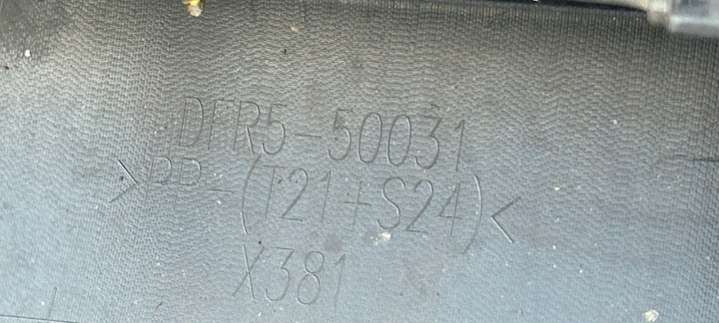 DFR5-50031
>PP-(T21+S24)<
X381